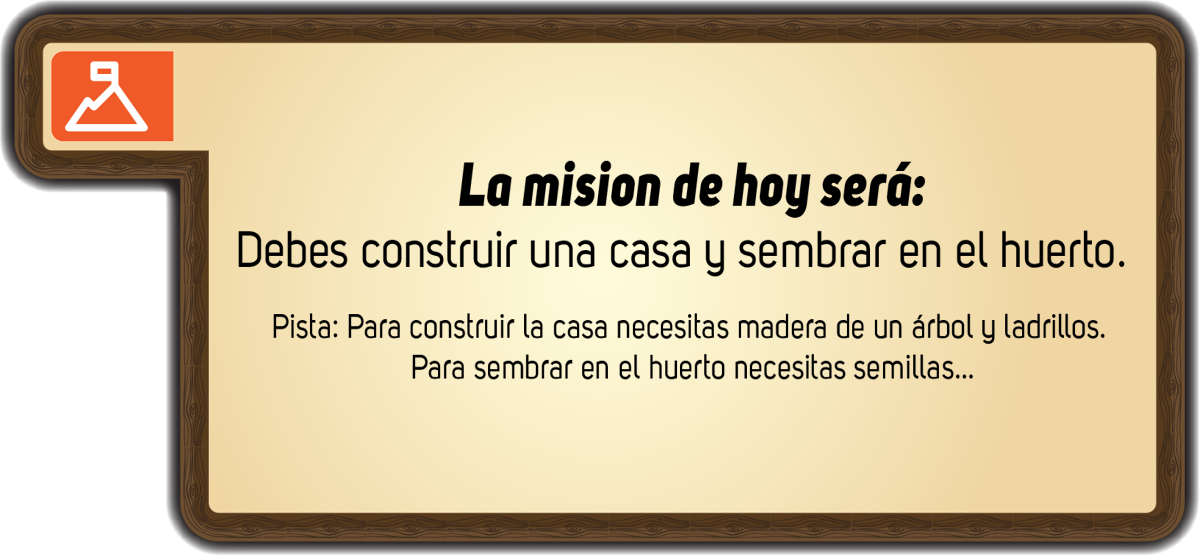 La mision de hoy será:
Debes construir una casa y sembrar en el huerto.
Pista: Para construir la casa necesitas madera de un árbol y ladrillos.
Para sembrar en el huerto necesitas semillas...